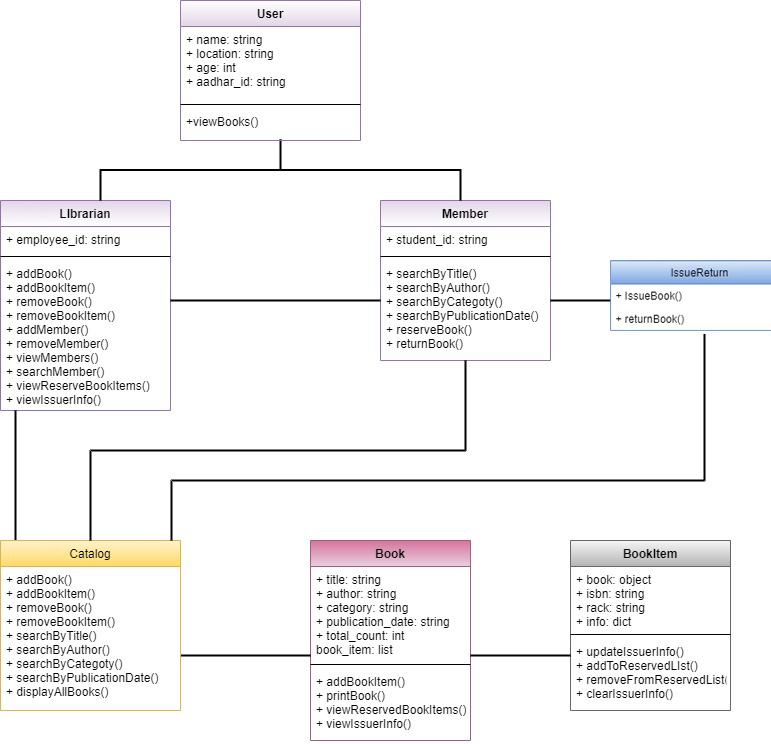 User
+ name: string
+ location: string
+ age: int
+ aadhar_id: string
+viewBooks()
LIbrarian
+ employee_id: string
+ addBook()
+ addBookItem()
+ removeBook()
+ removeBookItem()
+ addMember()
+ removeMember()
+ viewMembers()
+ searchMember()
+ viewReserveBookItems()
+ viewIssuerInfo()
Member
+ student_id: string
+ searchByTitle()
+ searchByAuthor()
+ searchByCategoty()
+ searchByPublicationDate()
+ reserveBook()
+ returnBook()
IssueReturn
+ IssueBook()
+ returnBook()
Catalog
+ addBook()
+ addBookItem()
+ removeBook()
+ removeBookItem()
+ searchByTitle()
+ searchByAuthor()
+ searchByCategoty()
+ searchByPublicationDate()
+ displayAllBooks()
Book
+ title: string
+ author: string
+ category: string
+ publication_date: string
+ total_count: int
book_item: list
+ addBookItem()
+ printBook()
+ viewReservedBookItems()
+ viewIssuerInfo()
BookItem
+ book: object
+ isbn: string
+ rack: string
+ info: dict
+ updateIssuerInfo()
+ addToReservedLIst()
+ removeFromReservedList(
+ clearIssuerInfo()